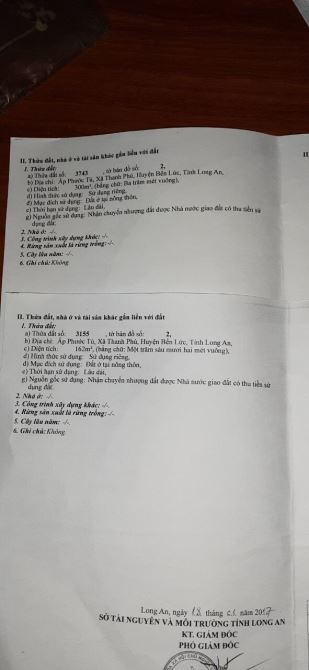 II. Thửa đất, nhà ở và tài sản khác gắn liền với đất
1. Thửa đất:
a) Thửa đất số: 3743 , tờ bản đồ số: 2,
b) Địa chỉ: Ấp Phước Tú, Xã Thanh Phú, Huyện Bến Lức, Tỉnh Long An,
c) Diện tích: 300m², (bằng chữ: Ba trăm mét vuông),
d) Hình thức sử dụng: Sử dụng riêng,
đ) Mục đích sử dụng: Đất ở tại nông thôn,
e) Thời hạn sử dụng: Lâu dài,
g) Nguồn gốc sử dụng: Nhận chuyển nhượng đất được Nhà nước giao đất có thu tiền sử
dụng đất.
2. Nhà ở: -/-.
3. Công trình xây dựng khác: -/-.
4. Rừng sản xuất là rừng trồng: -/-.
5. Cây lâu năm: -/-.
6. Ghi chú: Không
II. Thửa đất, nhà ở và tài sản khác gắn liền với đất
1. Thửa đất:
a) Thửa đất số: 3155 , tờ bản đồ số: 2,
b) Địa chỉ: Ấp Phước Tú, Xã Thanh Phú, Huyện Bến Lức, Tỉnh Long An,
c) Diện tích: 162m², (bằng chữ: Một trăm sáu mươi hai mét vuông),
d) Hình thức sử dụng: Sử dụng riêng,
đ) Mục đích sử dụng: Đất ở tại nông thôn,
e) Thời hạn sử dụng: Lâu dài,
g) Nguồn gốc sử dụng: Nhận chuyển nhượng đất được Nhà nước giao đất có thu tiền sử
dụng đất.
2. Nhà ở: -/-.
3. Công trình xây dựng khác: -/-.
4. Rừng sản xuất là rừng trồng: -/-.
5. Cây lâu năm: -/-.
6. Ghi chú: Không
Long An, ngày tháng năm 2017
SỞ TÀI NGUYÊN VÀ MÔI TRƯỜNG TỈNH LONG AN
KT. GIÁM ĐỐC
PHÓ GIÁM ĐỐC